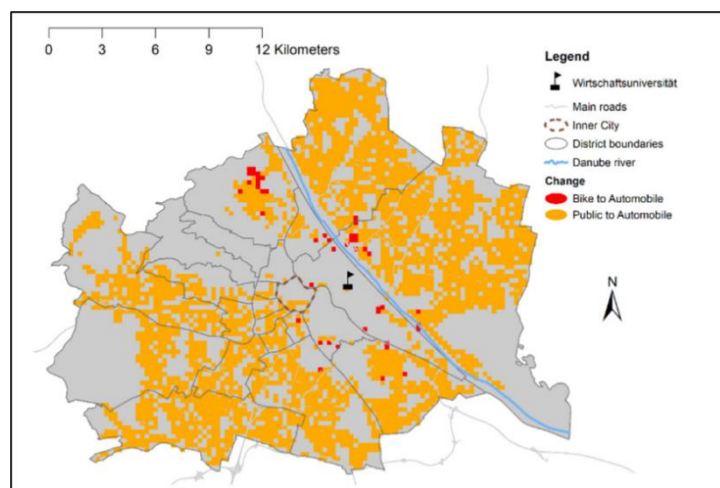 0 3 6 9 12 Kilometers
Legend
Wirtschaftsuniversität
Main roads
Inner City
District boundaries
Danube river
Change
Bike to Automobile
Public to Automobile
N